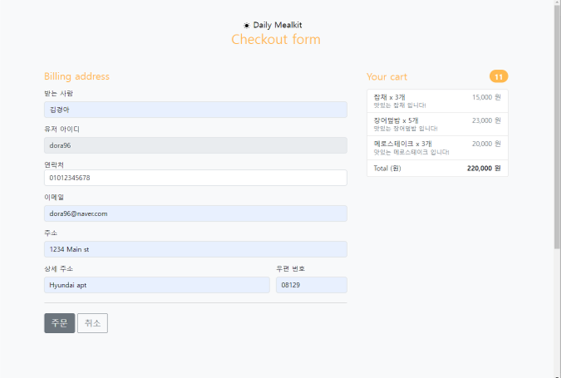 ☀ Daily Mealkit
Checkout form
Billing address
받는 사람
김경아
유저 아이디
dora96
연락처
01012345678
이메일
dora96@naver.com
주소
1234 Main st
상세 주소
우편 번호
Hyundai apt
08129
주문
취소
Your cart
11
잡채 x 3개
15,000 원
맛있는 잡채 입니다!
장어덮밥 x 5개
23,000 원
맛있는 장어덮밥 입니다!
메로스테이크 x 3개
20,000 원
맛있는 메로스테이크 입니다!
Total (원)
220,000 원